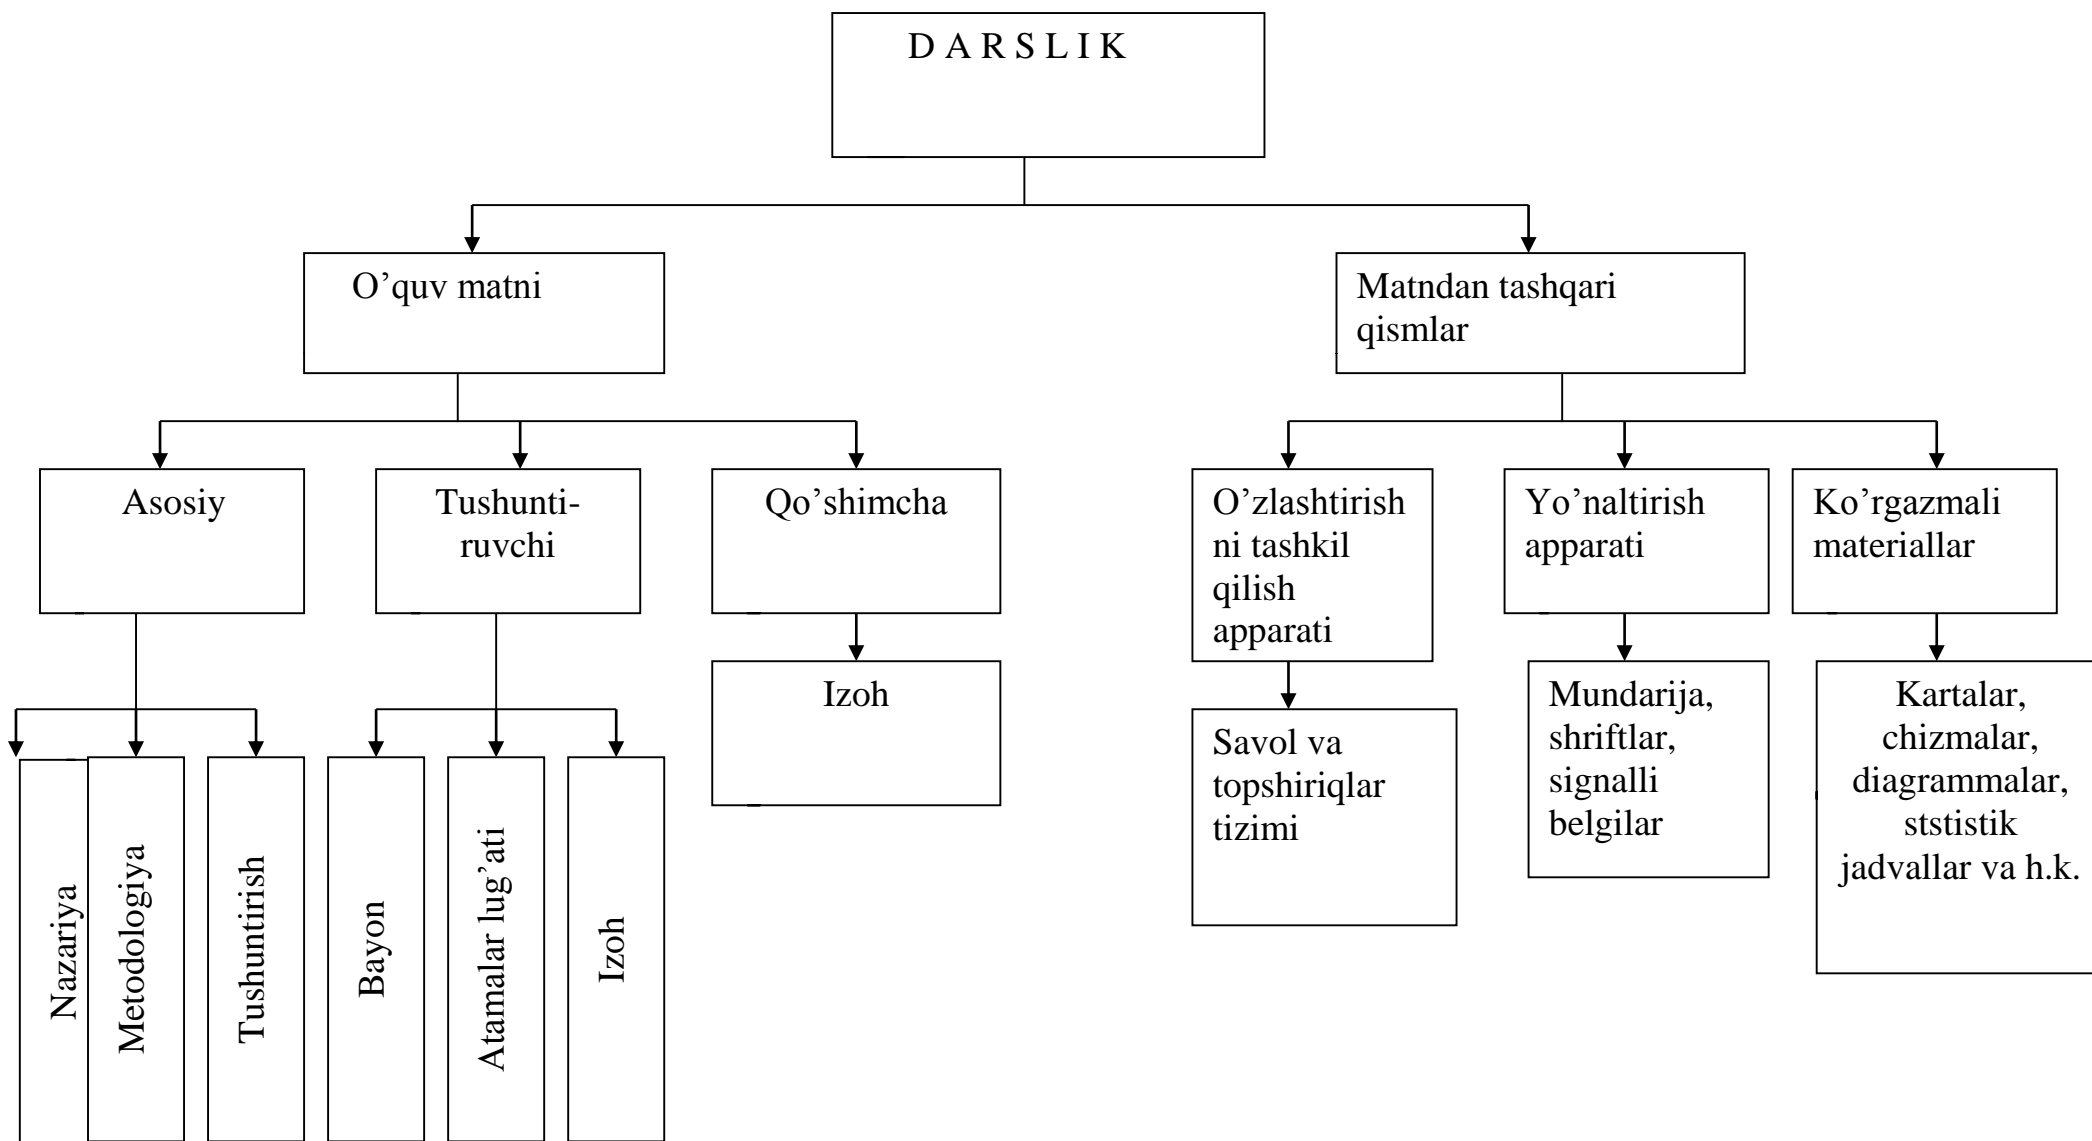 D A R S L I K
O’quv matni
Matndan tashqari
qismlar
Asosiy
Tushunti-
ruvchi
Qo’shimcha
O’zlashtirish
ni tashkil
qilish
apparati
Yo’naltirish
apparati
Ko’rgazmali
materiallar
Nazariya
Metodologiya
Tushuntirish
Bayon
Atamalar lug’ati
Izoh
Izoh
Savol va
topshiriqlar
tizimi
Mundarija,
shriftlar,
signalli
belgilar
Kartalar,
chizmalar,
diagrammalar,
ststistik
jadvallar va h.k.